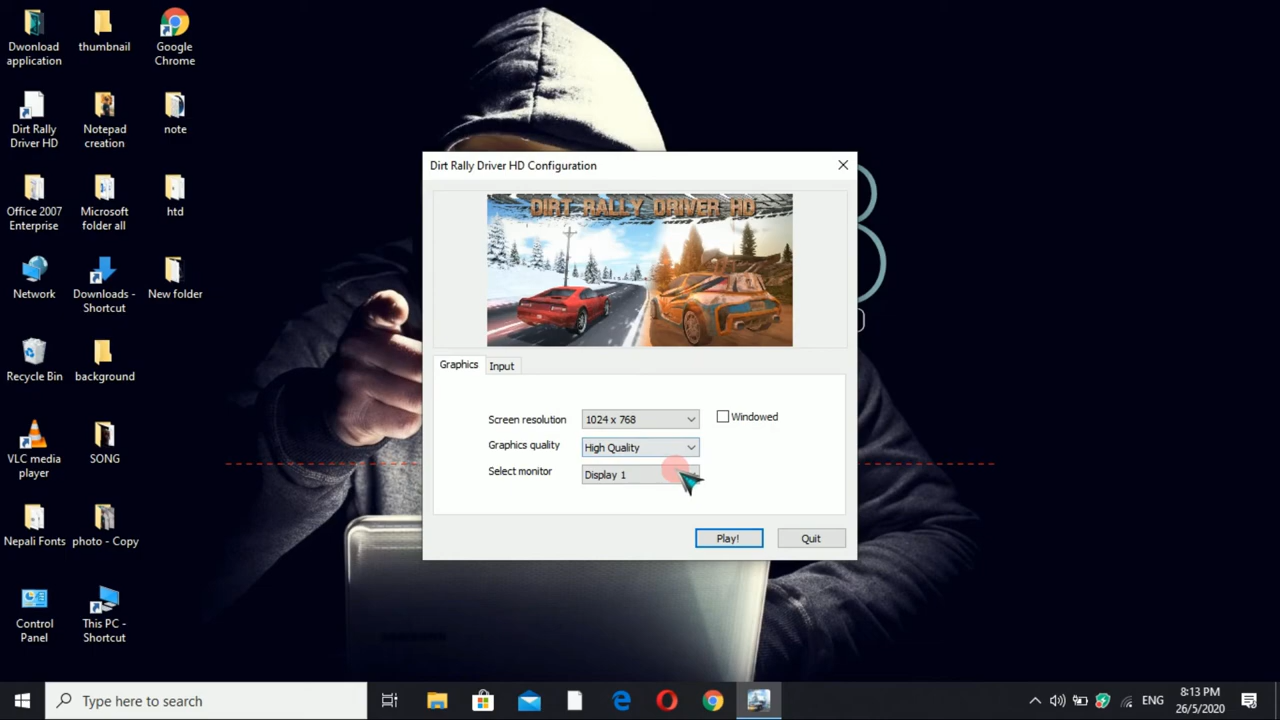 Dwonload
application
thumbnail
Google
Chrome
Dirt Rally
Driver HD
Notepad
creation
note
Office 2007
Enterprise
Microsoft
folder all
htd
Network
Downloads -
Shortcut
New folder
Recycle Bin
background
VLC media
player
SONG
Nepali Fonts
photo - Copy
Control
Panel
This PC -
Shortcut
Dirt Rally Driver HD Configuration
DIRT RALLY DRIVER HD
Graphics
Input
Screen resolution
1024 x 768
Windowed
Graphics quality
High Quality
Select monitor
Display 1
Play!
Quit
Type here to search
ENG
8:13 PM
26/5/2020